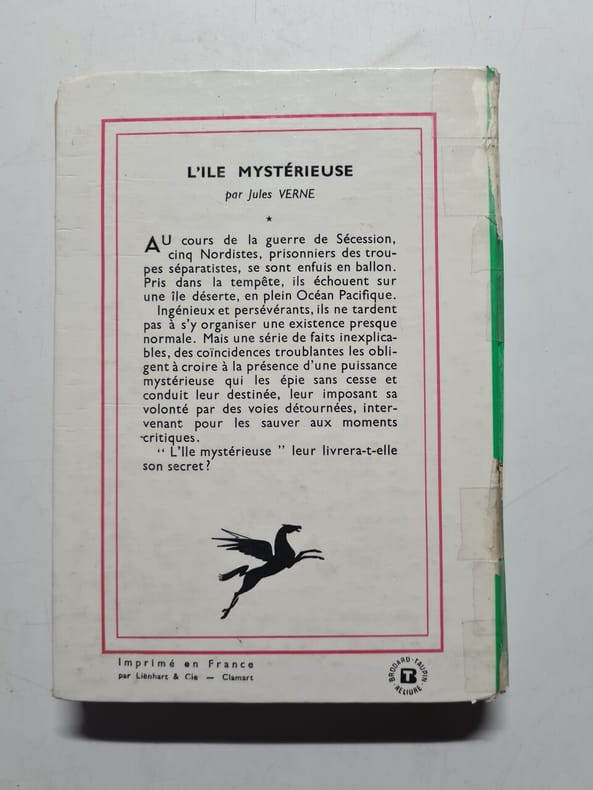 L'ILE MYSTÉRIEUSE
par Jules VERNE
★
AU cours de la guerre de Sécession,
cinq Nordistes, prisonniers des trou-
pes séparatistes, se sont enfuis en ballon.
Pris dans la tempête, ils échouent sur
une île déserte, en plein Océan Pacifique.
Ingénieux et persévérants, ils ne tardent
pas à s'y organiser une existence presque
normale. Mais une série de faits inexplica-
bles, des coïncidences troublantes les obli-
gent à croire à la présence d'une puissance
mystérieuse qui les épie sans cesse et
conduit leur destinée, leur imposant sa
volonté par des voies détournées, inter-
venant pour les sauver aux moments
critiques.
“ L'Ile mystérieuse ” leur livrera-t-elle
son secret?
Imprimé en France
par Lienhart & Cie — Clamart
BRODARD-TAUPIN
TB
RELIURE